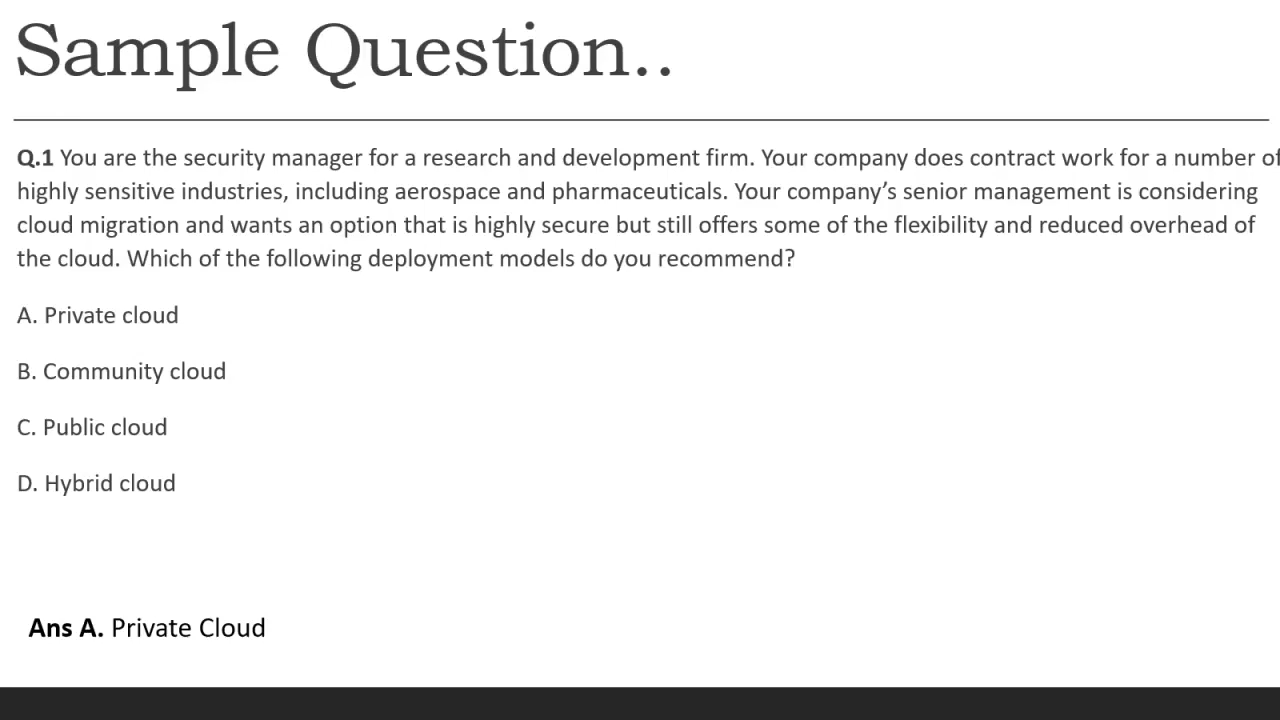 Sample Question..
Q.1 You are the security manager for a research and development firm. Your company does contract work for a number of
highly sensitive industries, including aerospace and pharmaceuticals. Your company’s senior management is considering
cloud migration and wants an option that is highly secure but still offers some of the flexibility and reduced overhead of
the cloud. Which of the following deployment models do you recommend?
A. Private cloud
B. Community cloud
C. Public cloud
D. Hybrid cloud
Ans A. Private Cloud